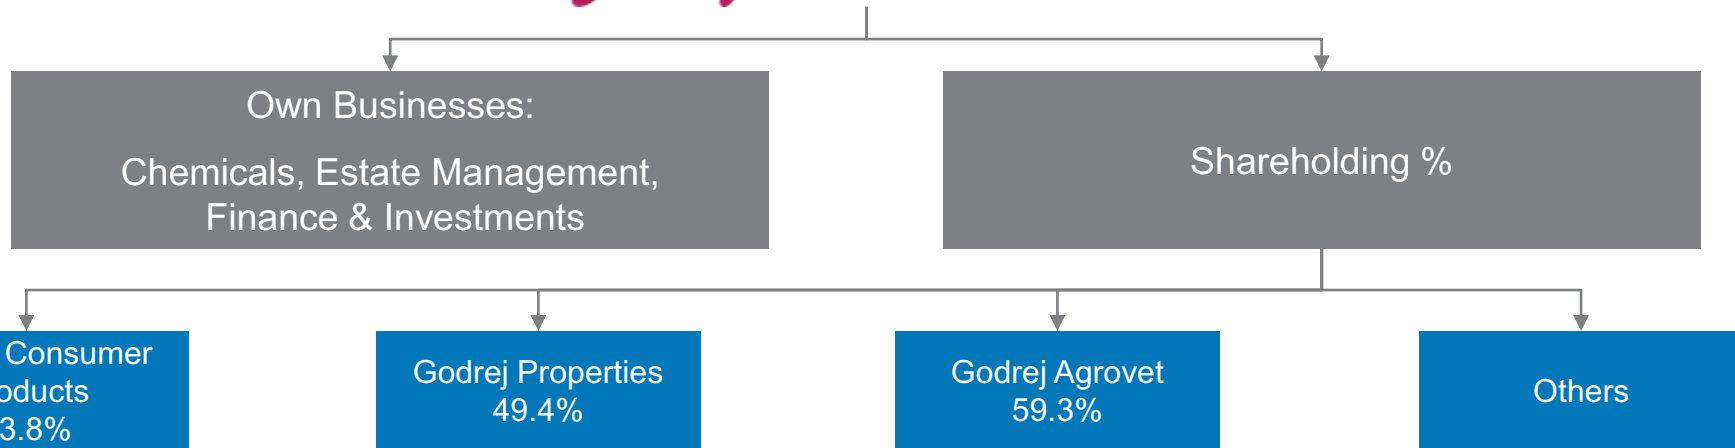 Own Businesses:
Chemicals, Estate Management,
Finance & Investments
Shareholding %
Consumer
Godrej Properties
49.4%
Godrej Agrovet
59.3%
Others